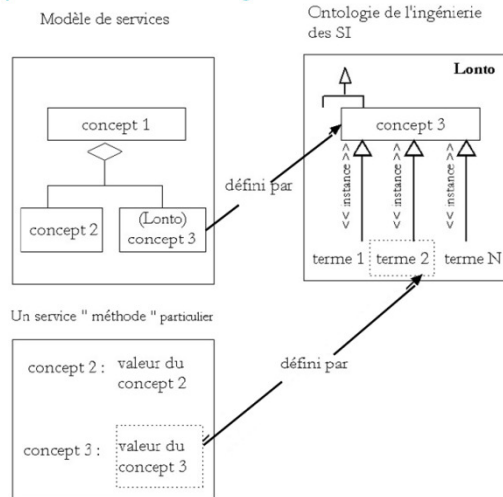 Modèle de services
concept 1
concept 2
(Lonto)
concept 3
défini par
Ontologie de l'ingénierie
des SI
Lonto
concept 3
<< instance >>
<< instance >>
<< instance >>
terme 1
terme 2
terme N
Un service " méthode " particulier
concept 2 :
valeur du
concept 2
concept 3 :
valeur du
concept 3
défini par